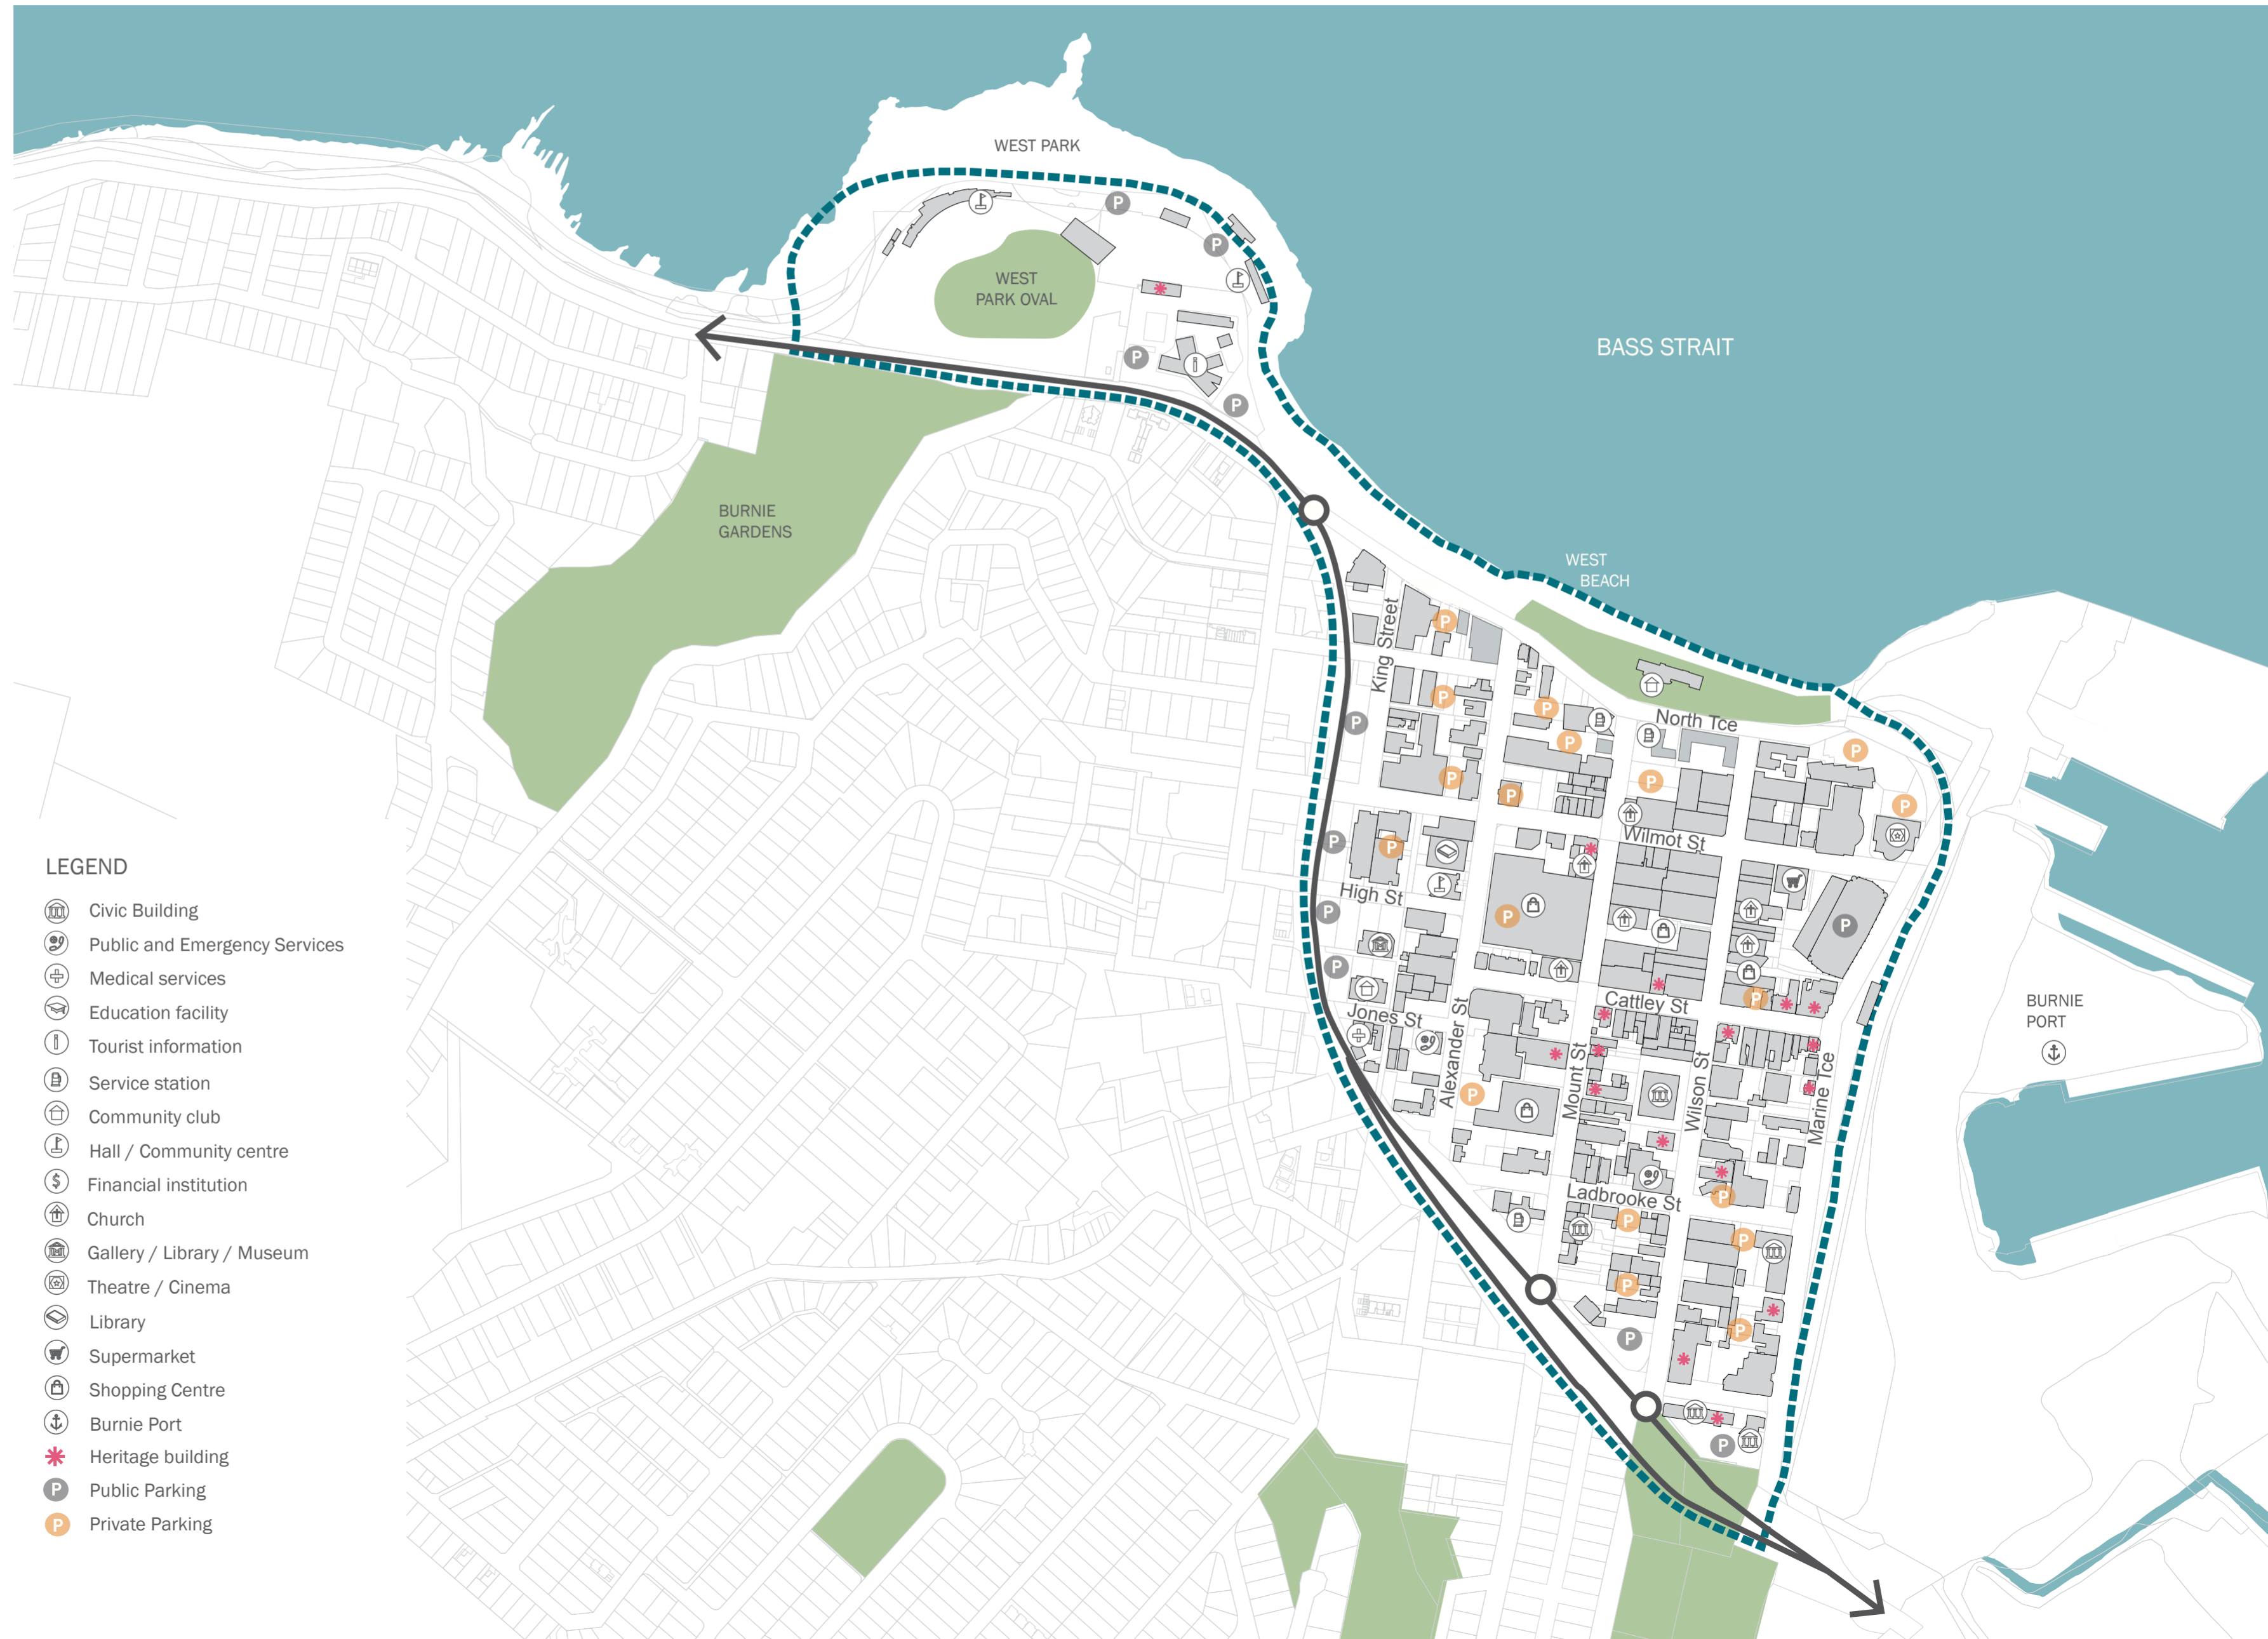 WEST PARK
WEST
PARK OVAL
BASS STRAIT
BURNIE
GARDENS
WEST
BEACH
King Street
North Tce
Wilmot St
High St
Cattley St
Jones St
Alexander St
Mount St
Wilson St
Marine Tce
Ladbrooke St
BURNIE
PORT
LEGEND
Civic Building
Public and Emergency Services
Medical services
Education facility
Tourist information
Service station
Community club
Hall / Community centre
$ Financial institution
Church
Gallery / Library / Museum
Theatre / Cinema
Library
Supermarket
Shopping Centre
Burnie Port
Heritage building
P Public Parking
P Private Parking